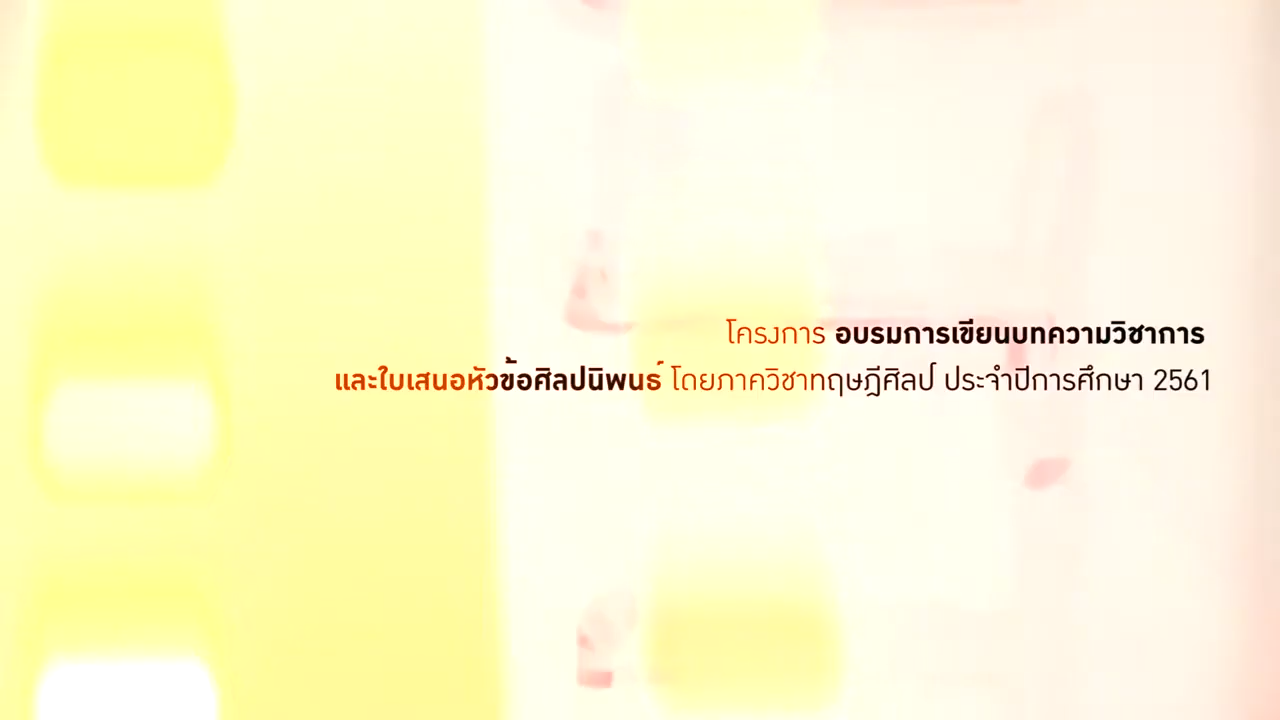 โครงการ อบรมการเขียนบทความวิชาการ
และใบเสนอหัวข้อศิลปนิพนธ์ โดยภาควิชาทฤษฎีศิลป์ ประจำปีการศึกษา 2561